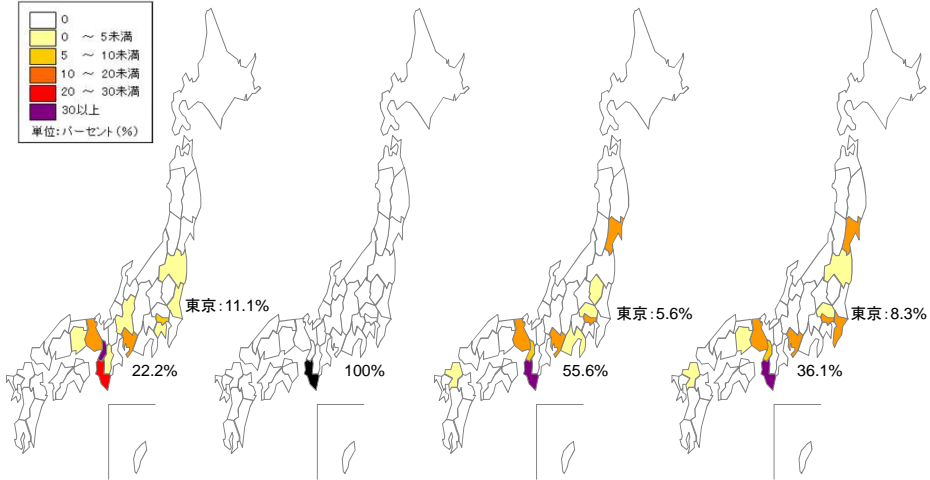 0
0 ～ 5未満
5 ～ 10未満
10 ～ 20未満
20 ～ 30未満
30以上
単位：パーセント（%）
東京：11.1%
22.2%
100%
東京：5.6%
55.6%
東京：8.3%
36.1%